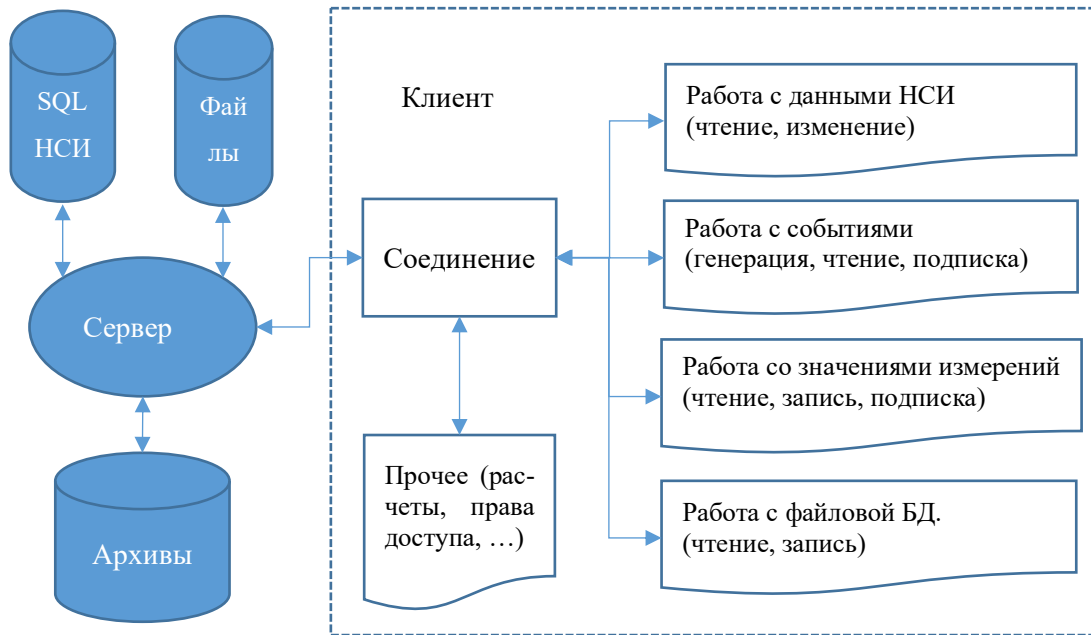 SQL
НСИ
Фай
лы
Сервер
Архивы
Клиент
Соединение
Прочее (рас-
четы, права
доступа, …)
Работа с данными НСИ
(чтение, изменение)
Работа с событиями
(генерация, чтение, подписка)
Работа со значениями измерений
(чтение, запись, подписка)
Работа с файловой БД.
(чтение, запись)